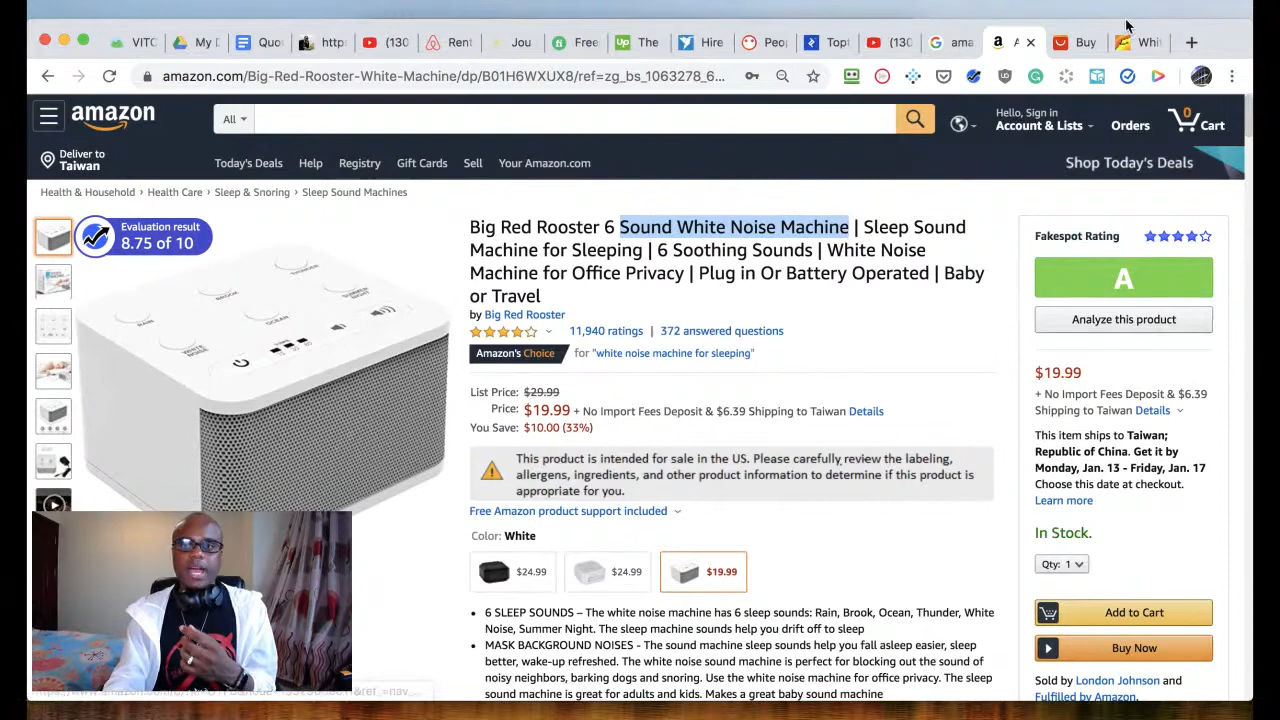 VITC
My D
Quo
http
(130
Rent
Jou
Free
The
Hire
Peo
Topt
(130
ama
A
Buy
Whi
amazon.com/Big-Red-Rooster-White-Machine/dp/B01H6WXUX8/ref=zg_bs_1063278_6...
amazon
All
Hello, Sign in
Account & Lists
Orders
0
Cart
Deliver to
Taiwan
Today's Deals
Help
Registry
Gift Cards
Sell
Your Amazon.com
Shop Today's Deals
Health & Household › Health Care › Sleep & Snoring › Sleep Sound Machines
Evaluation result
8.75 of 10
Big Red Rooster 6 Sound White Noise Machine | Sleep Sound
Machine for Sleeping | 6 Soothing Sounds | White Noise
Machine for Office Privacy | Plug in Or Battery Operated | Baby
or Travel
by Big Red Rooster
11,940 ratings | 372 answered questions
Amazon's Choice for "white noise machine for sleeping"
List Price: $29.99
Price: $19.99 + No Import Fees Deposit & $6.39 Shipping to Taiwan Details
You Save: $10.00 (33%)
This product is intended for sale in the US. Please carefully review the labeling,
allergens, ingredients, and other product information to determine if this product is
appropriate for you.
Free Amazon product support included
Color: White
$24.99
$24.99
$19.99
• 6 SLEEP SOUNDS – The white noise machine has 6 sleep sounds: Rain, Brook, Ocean, Thunder, White
Noise, Summer Night. The sleep machine sounds help you drift off to sleep
• MASK BACKGROUND NOISES - The sound machine sleep sounds help you fall asleep easier, sleep
better, wake-up refreshed. The white noise sound machine is perfect for blocking out the sound of
noisy neighbors, barking dogs and snoring. Use the white noise machine for office privacy. The sleep
sound machine is great for adults and kids. Makes a great baby sound machine
Fakespot Rating
A
Analyze this product
$19.99
+ No Import Fees Deposit & $6.39
Shipping to Taiwan Details
This item ships to Taiwan;
Republic of China. Get it by
Monday, Jan. 13 - Friday, Jan. 17
Choose this date at checkout.
Learn more
In Stock.
Qty: 1
Add to Cart
Buy Now
Sold by London Johnson and
Fulfilled by Amazon.
THUNDER
BROOK
SUMMER
NIGHT
RAIN
OCEAN
WHITE
NOISE